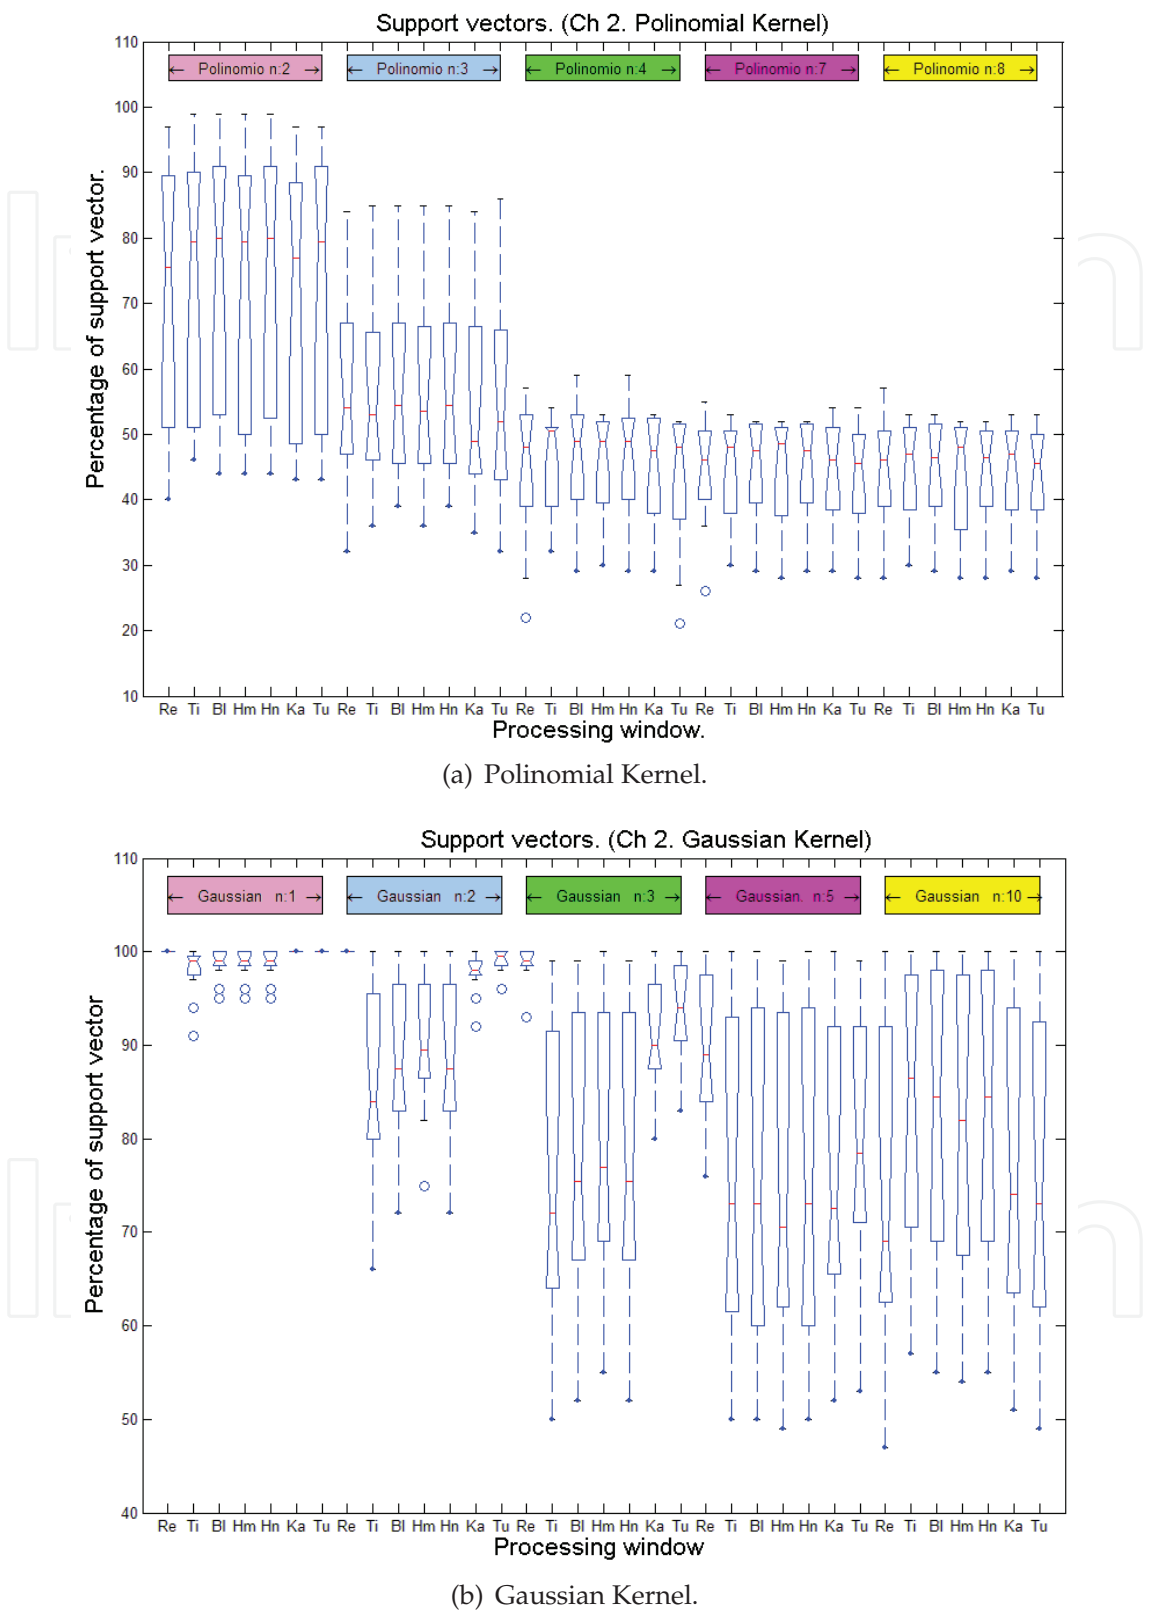 Support vectors. (Ch 2. Polinomial Kernel)
110
← Polinomio n:2 → ← Polinomio n:3 → ← Polinomio n:4 → ← Polinomio n:7 → ← Polinomio n:8 →
100
90
80
70
60
50
40
30
20
10
Percentage of support vector.
Re Ti Bl Hm Hn Ka Tu Re Ti Bl Hm Hn Ka Tu Re Ti Bl Hm Hn Ka Tu Re Ti Bl Hm Hn Ka Tu Re Ti Bl Hm Hn Ka Tu
Processing window.
(a) Polinomial Kernel.
Support vectors. (Ch 2. Gaussian Kernel)
110
← Gaussian n:1 → ← Gaussian n:2 → ← Gaussian n:3 → ← Gaussian. n:5 → ← Gaussian n:10 →
100
90
80
70
60
50
40
Percentage of support vector
Re Ti Bl Hm Hn Ka Tu Re Ti Bl Hm Hn Ka Tu Re Ti Bl Hm Hn Ka Tu Re Ti Bl Hm Hn Ka Tu Re Ti Bl Hm Hn Ka Tu
Processing window
(b) Gaussian Kernel.